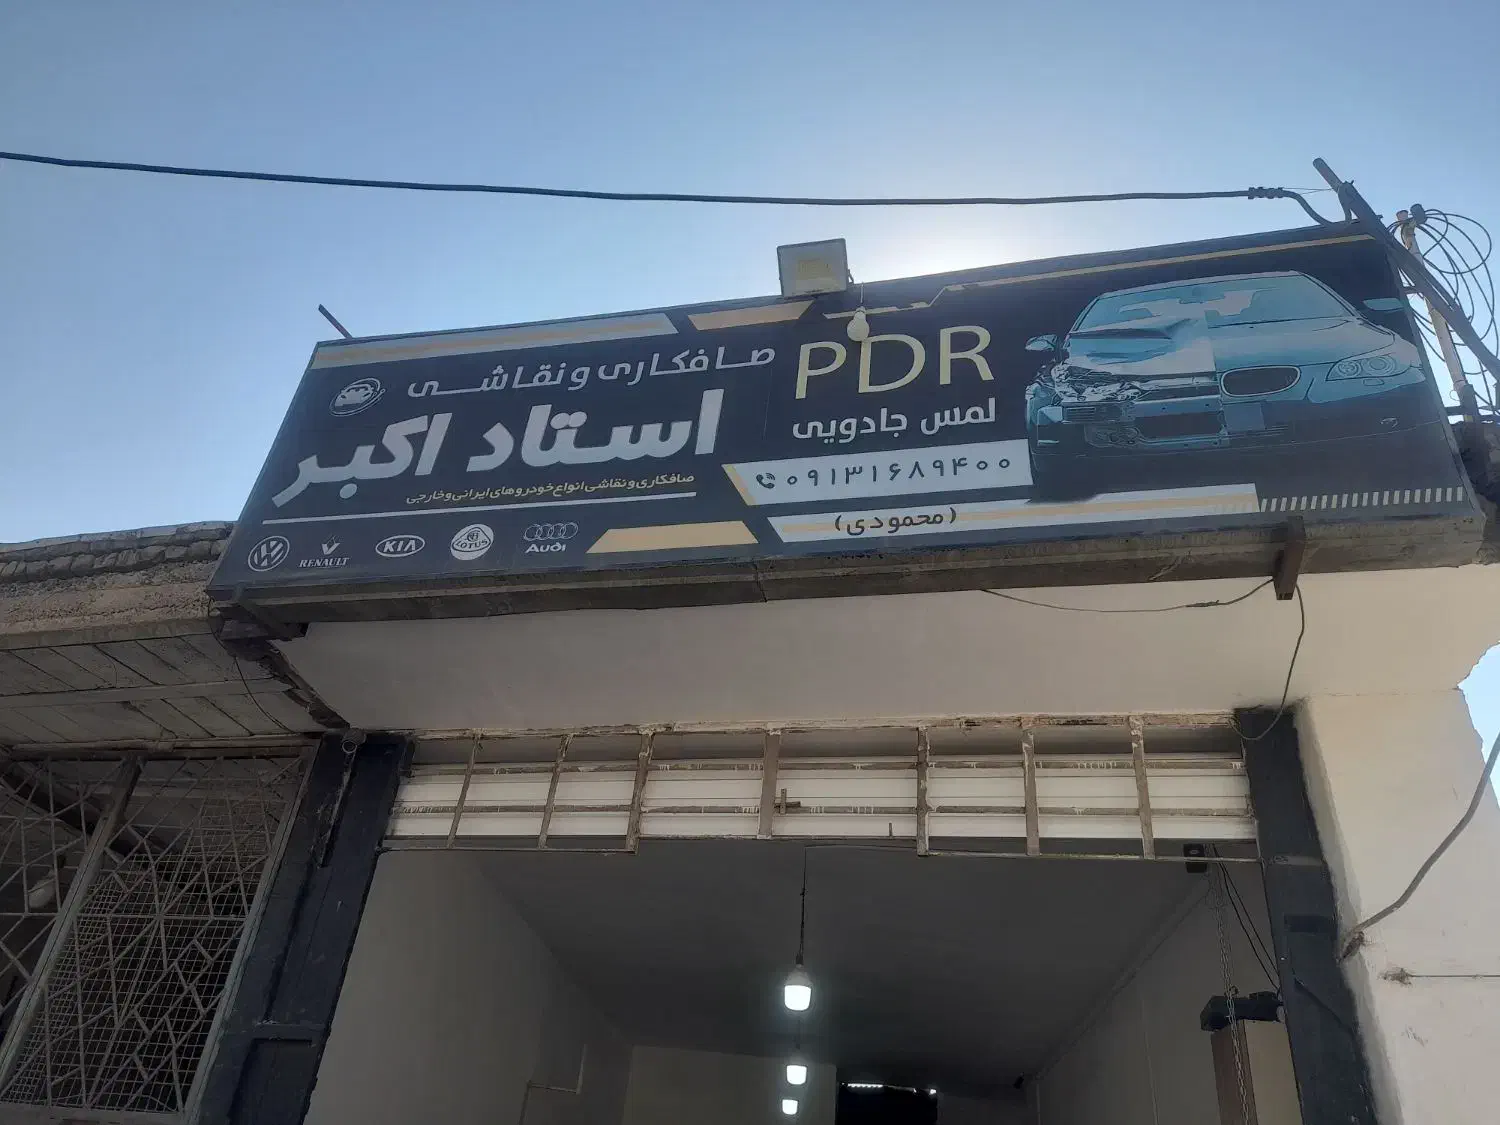 صافکاری و نقاشی
استاد اکبر
صافکاری و نقاشی انواع خودروهای ایرانی و خارجی
PDR
لمس جادویی
۰۹۱۳۱۶۸۹۴۰۰
(محمودی)
RENAULT
KIA
LOTUS
Audi